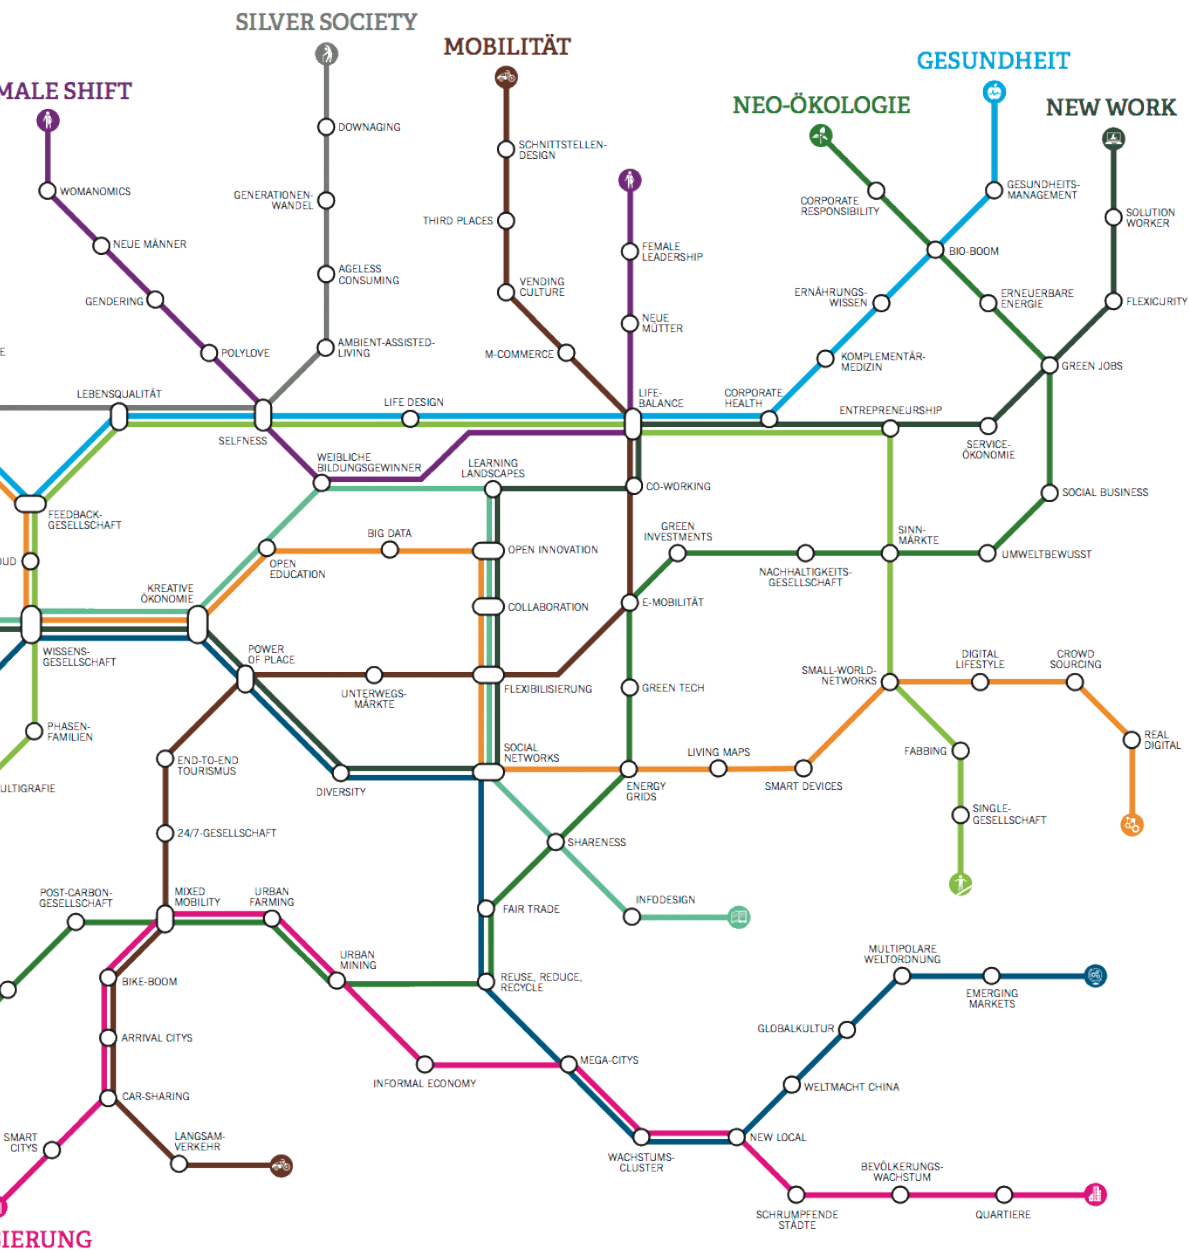 SILVER SOCIETY
MOBILITÄT
GESUNDHEIT
MALE SHIFT
NEO-ÖKOLOGIE
NEW WORK
DOWNAGING
SCHNITTSTELLEN-
DESIGN
WOMANOMICS
GENERATIONEN-
WANDEL
THIRD PLACES
CORPORATE
RESPONSIBILITY
GESUNDHEITS-
MANAGEMENT
SOLUTION
WORKER
NEUE MÄNNER
FEMALE
LEADERSHIP
BIO-BOOM
AGELESS
CONSUMING
VENDING
CULTURE
GENDERING
ERNÄHRUNGS-
WISSEN
ERNEUERBARE
ENERGIE
FLEXICURITY
NEUE
MÜTTER
E
POLYLOVE
AMBIENT-ASSISTED-
LIVING
M-COMMERCE
KOMPLEMENTÄR-
MEDIZIN
GREEN JOBS
LEBENSQUALITÄT
LIFE DESIGN
LIFE-
BALANCE
CORPORATE
HEALTH
ENTREPRENEURSHIP
SELFNESS
SERVICE-
ÖKONOMIE
WEIBLICHE
BILDUNGSGEWINNER
LEARNING
LANDSCAPES
CO-WORKING
SOCIAL BUSINESS
FEEDBACK-
GESELLSCHAFT
BIG DATA
OPEN INNOVATION
GREEN
INVESTMENTS
SINN-
MÄRKTE
UMWELTBEWUSST
OUD
OPEN
EDUCATION
NACHHALTIGKEITS-
GESELLSCHAFT
KREATIVE
ÖKONOMIE
COLLABORATION
E-MOBILITÄT
WISSENS-
GESELLSCHAFT
POWER
OF PLACE
UNTERWEGS-
MÄRKTE
FLEXIBILISIERUNG
GREEN TECH
SMALL-WORLD-
NETWORKS
DIGITAL
LIFESTYLE
CROWD
SOURCING
PHASEN-
FAMILIEN
REAL
DIGITAL
END-TO-END
TOURISMUS
SOCIAL
NETWORKS
LIVING MAPS
FABBING
ULTIGRAFIE
DIVERSITY
ENERGY
GRIDS
SMART DEVICES
SINGLE-
GESELLSCHAFT
24/7-GESELLSCHAFT
SHARENESS
POST-CARBON-
GESELLSCHAFT
MIXED
MOBILITY
URBAN
FARMING
FAIR TRADE
INFODESIGN
URBAN
MINING
MULTIPOLARE
WELTORDNUNG
BIKE-BOOM
REUSE, REDUCE,
RECYCLE
EMERGING
MARKETS
ARRIVAL CITYS
GLOBALKULTUR
INFORMAL ECONOMY
MEGA-CITYS
WELTMACHT CHINA
CAR-SHARING
SMART
CITYS
LANGSAM-
VERKEHR
WACHSTUMS-
CLUSTER
NEW LOCAL
BEVÖLKERUNGS-
WACHSTUM
SCHRUMPFENDE
STÄDTE
QUARTIERE
IERUNG